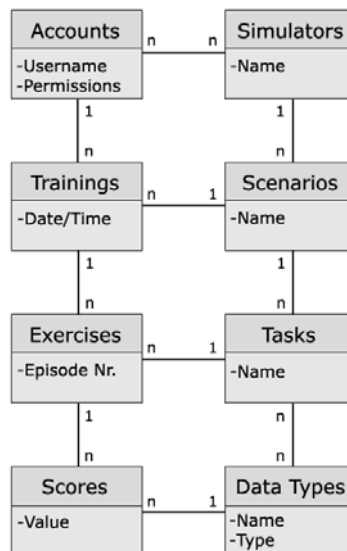 Accounts
-Username
-Permissions
n n
Simulators
-Name
1
n
1
n
Trainings
-Date/Time
n 1
Scenarios
-Name
1
n
1
n
Exercises
-Episode Nr.
n 1
Tasks
-Name
1
n
n
n
Scores
-Value
n 1
Data Types
-Name
-Type